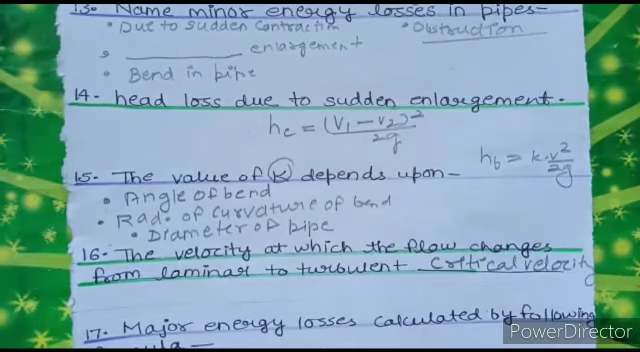 13. Name minor energy losses in pipes-
• Due to sudden contraction • Obstruction
• ________ enlargement
• Bend in pipe
14. head loss due to sudden enlargement.
hc = (V1 - V2)² / 2g
15. The value of K depends upon- hb = k.v²/2g
• Angle of bend
• Rad. of curvature of bend
• Diameter of pipe
16. The velocity at which the flow changes
from laminar to turbulent Critical velocity
17. Major energy losses calculated by following
PowerDirector